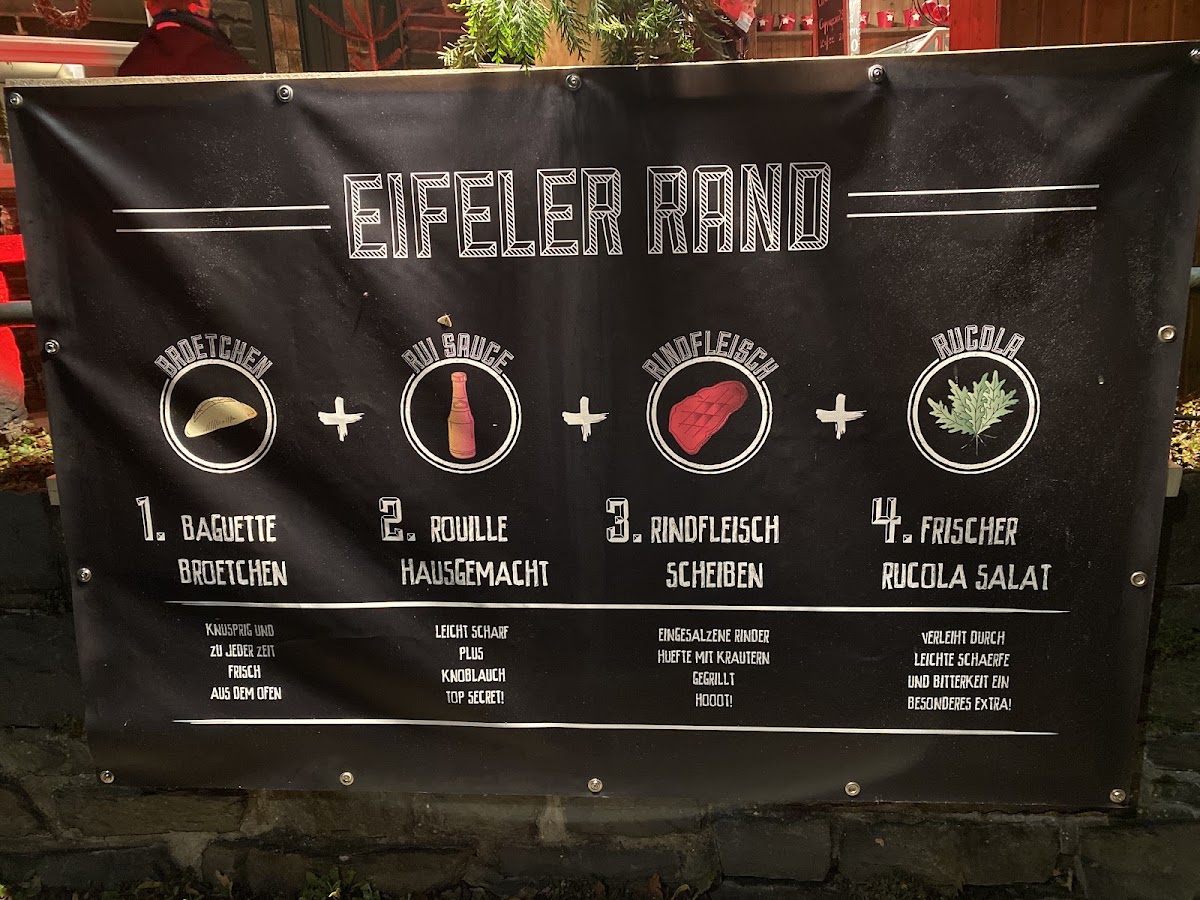 EIFELER RAND
BROETCHEN
RUI SAUCE
RINDFLEISCH
RUCOLA
1. BAGUETTE
BROETCHEN
2. ROUILLE
HAUSGEMACHT
3. RINDFLEISCH
SCHEIBEN
4. FRISCHER
RUCOLA SALAT
KNUSPRIG UND
ZU JEDER ZEIT
FRISCH
AUS DEM OFEN
LEICHT SCHARF
PLUS
KNOBLAUCH
TOP SECRET!
EINGESALZENE RINDER
HUEFTE MIT KRAUTERN
GEGRILLT
HOOOT!
VERLEIHT DURCH
LEICHTE SCHAERFE
UND BITTERKEIT EIN
BESONDERES EXTRA!